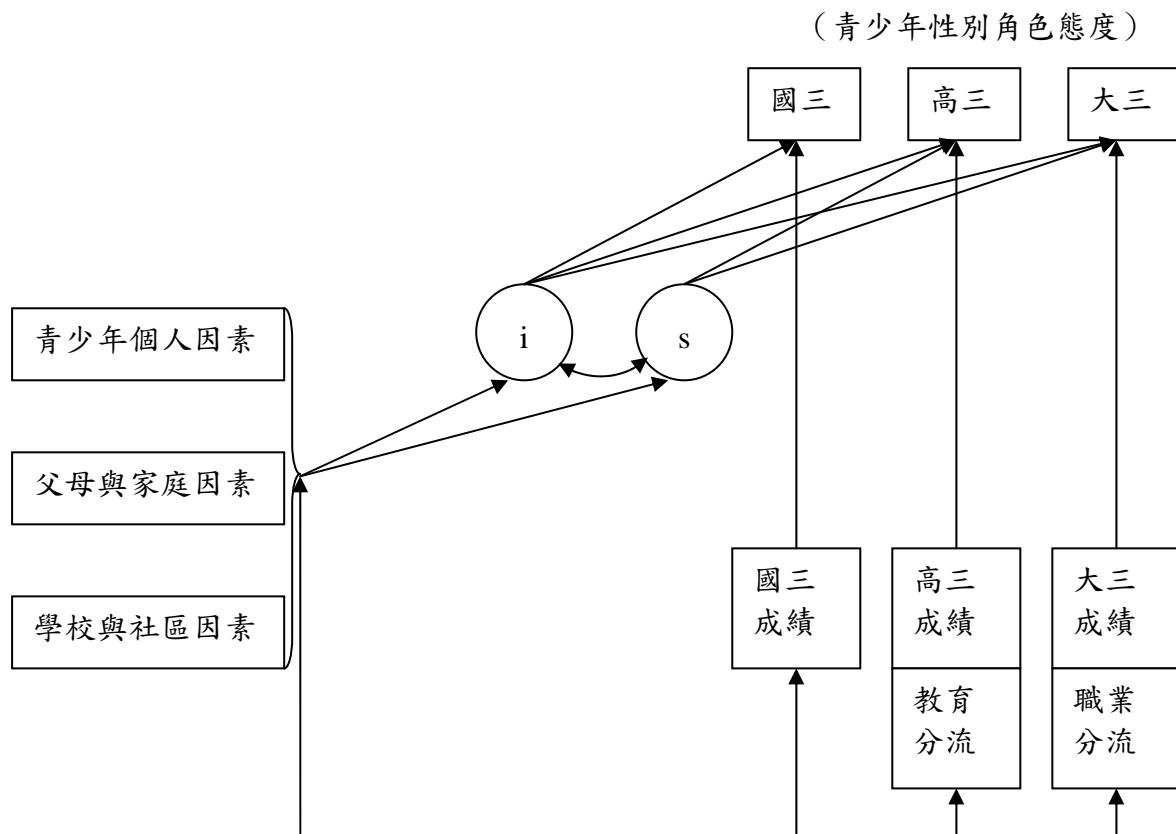 （青少年性別角色態度）
國三
高三
大三
i
s
青少年個人因素
父母與家庭因素
學校與社區因素
國三
成績
高三
成績
大三
成績
教育
分流
職業
分流